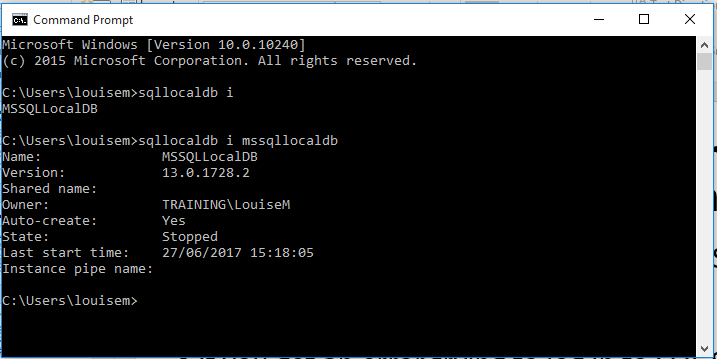 Command Prompt
Microsoft Windows [Version 10.0.10240]
(c) 2015 Microsoft Corporation. All rights reserved.
C:\Users\louisem>sqllocaldb i
MSSQLLocalDB
C:\Users\louisem>sqllocaldb i mssqllocaldb
Name: MSSQLLocalDB
Version: 13.0.1728.2
Shared name:
Owner: TRAINING\LouiseM
Auto-create: Yes
State: Stopped
Last start time: 27/06/2017 15:18:05
Instance pipe name:
C:\Users\louisem>